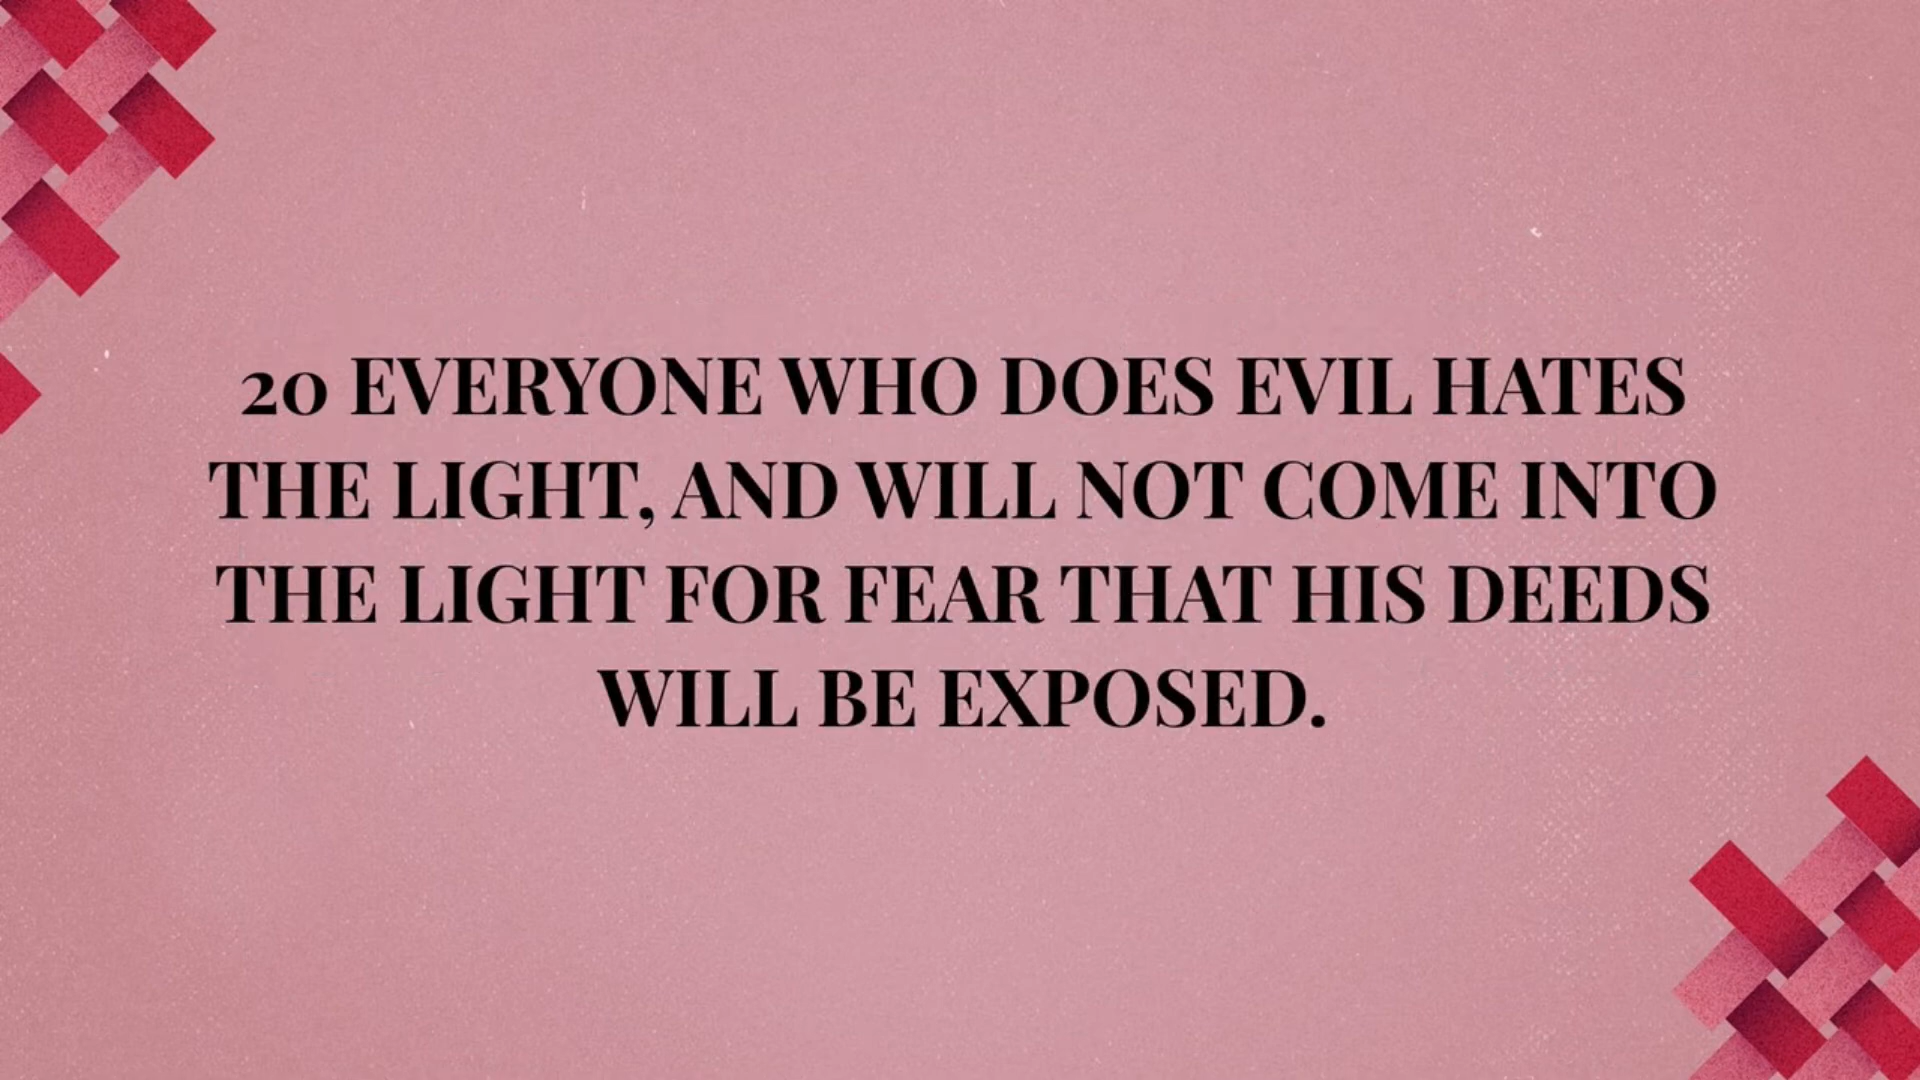 20 EVERYONE WHO DOES EVIL HATES
THE LIGHT, AND WILL NOT COME INTO
THE LIGHT FOR FEAR THAT HIS DEEDS
WILL BE EXPOSED.